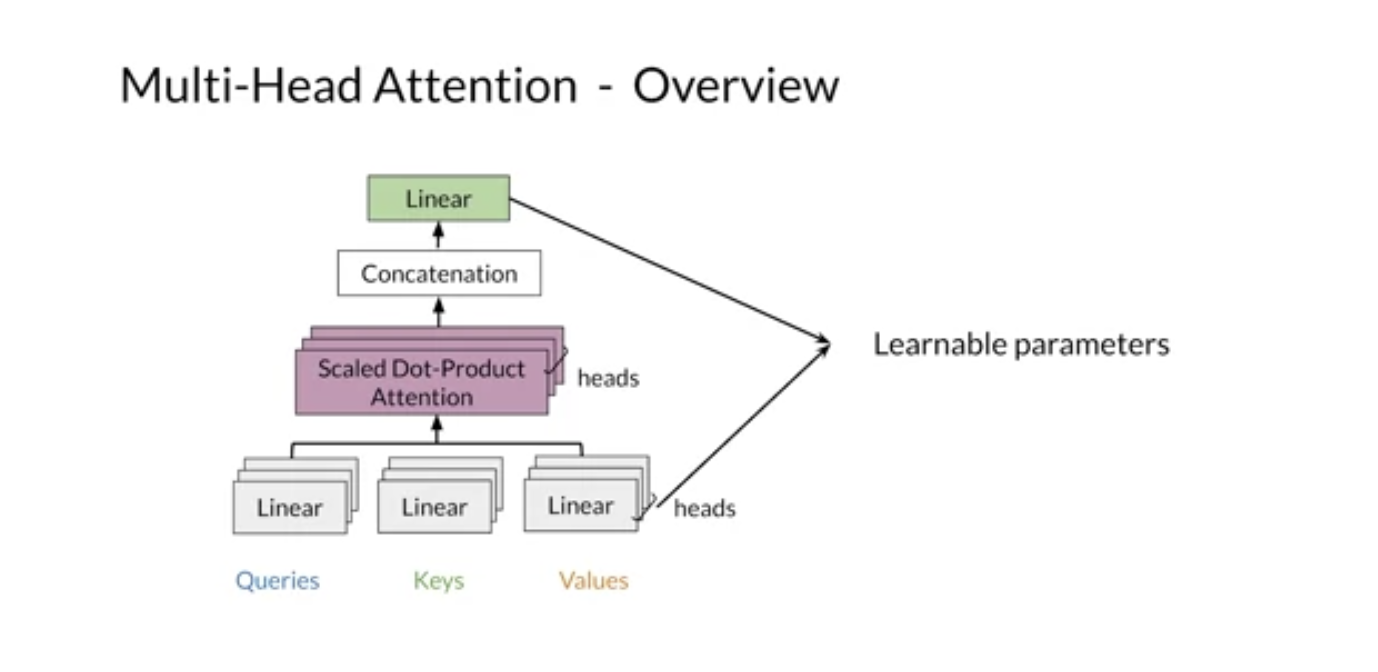 Multi-Head Attention - Overview
Linear
Concatenation
Scaled Dot-Product
Attention
heads
Learnable parameters
Linear
Linear
Linear
heads
Queries
Keys
Values